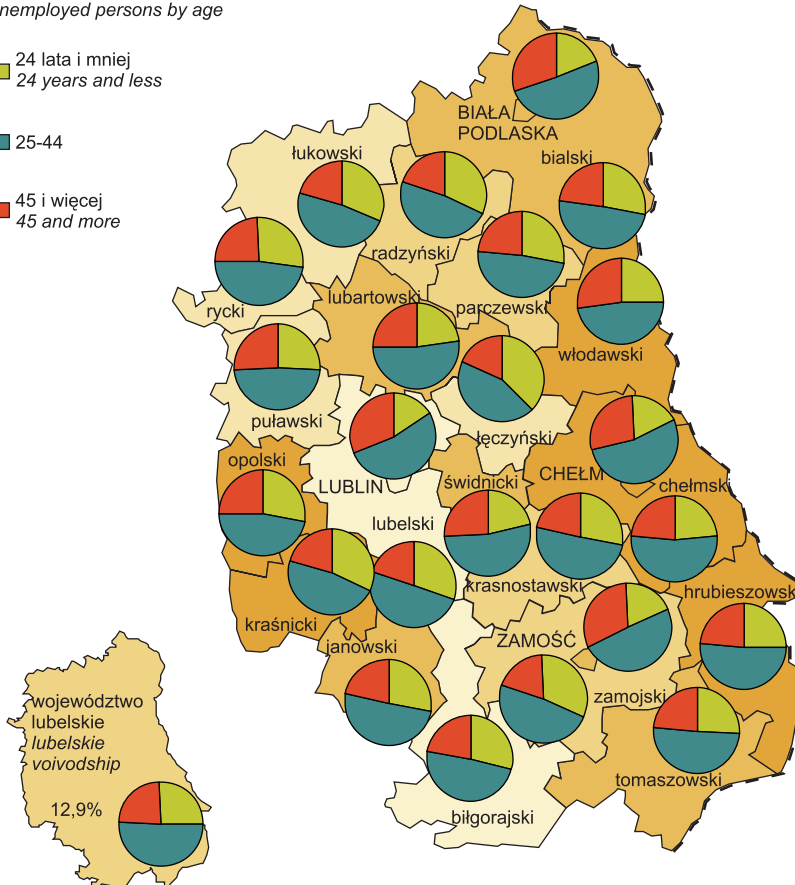 nemployed persons by age
24 lata i mniej
24 years and less
25-44
45 i więcej
45 and more
BIAŁA
PODLASKA
bialski
łukowski
radzyński
rycki
lubartowski
parczewski
włodawski
puławski
łęczyński
opolski
LUBLIN
świdnicki
CHEŁM
chełmski
lubelski
krasnostawski
hrubieszowsk
kraśnicki
janowski
ZAMOŚĆ
zamojski
tomaszowski
biłgorajski
województwo
lubelskie
lubelskie
voivodship
12,9%